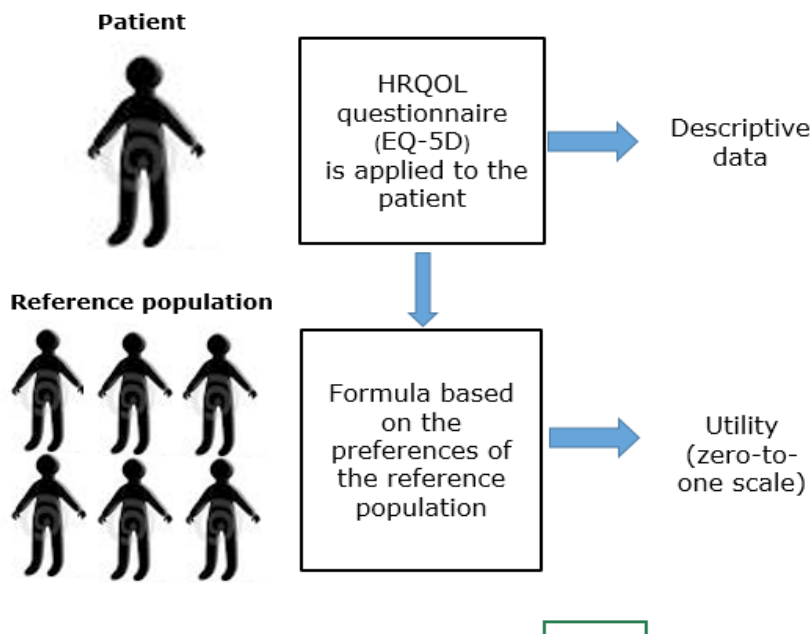 Patient
HRQOL
questionnaire
(EQ-5D)
is applied to the
patient
Descriptive
data
Reference population
Formula based
on the
preferences of
the reference
population
Utility
(zero-to-
one scale)